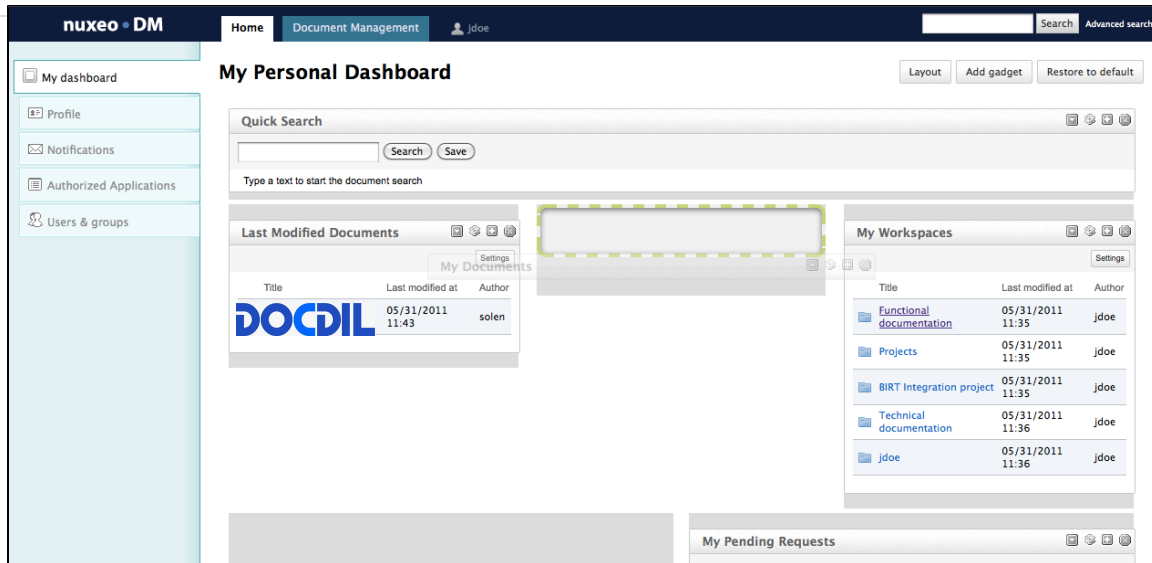 nuxeo • DM
Home Document Management jdoe Search Advanced search
My dashboard
Profile
Notifications
Authorized Applications
Users & groups
My Personal Dashboard
Layout Add gadget Restore to default
Quick Search
Search Save
Type a text to start the document search
Last Modified Documents
Settings
Title Last modified at Author
DOCDIL 05/31/2011 11:43 solen
My Documents
My Workspaces
Settings
Title Last modified at Author
Functional documentation 05/31/2011 11:35 jdoe
Projects 05/31/2011 11:35 jdoe
BIRT Integration project 05/31/2011 11:35 jdoe
Technical documentation 05/31/2011 11:36 jdoe
jdoe 05/31/2011 11:36 jdoe
My Pending Requests